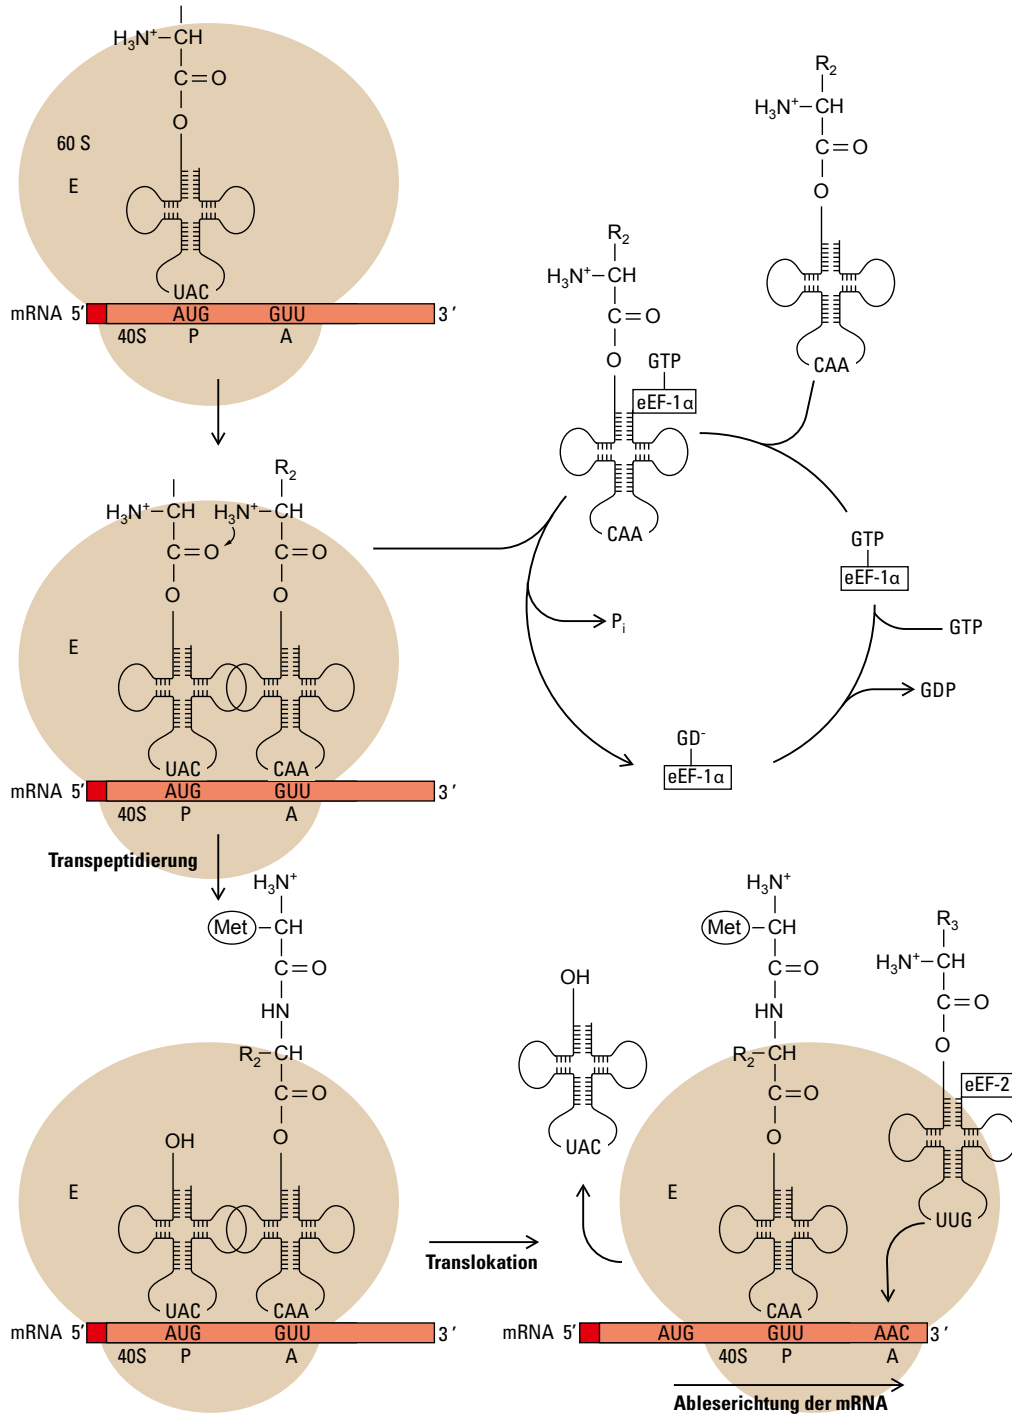 H₃N⁺–CH
C=O
O
60 S
E
UAC
mRNA 5′ AUG GUU 3′
40S P A
R₂
H₃N⁺–CH
C=O
O
CAA
R₂
H₃N⁺–CH
C=O
O
GTP
eEF-1α
CAA
GTP
eEF-1α
GTP
GDP
Pᵢ
GD-
eEF-1α
R₂
H₃N⁺–CH H₃N⁺–CH
C=O C=O
O O
E
UAC CAA
mRNA 5′ AUG GUU 3′
40S P A
Transpeptidierung
H₃N⁺
Met–CH
C=O
HN
R₂–CH
C=O
O
OH
E
UAC CAA
mRNA 5′ AUG GUU 3′
40S P A
Translokation
OH
UAC
H₃N⁺
Met–CH
C=O
HN
R₂–CH
C=O
O
E
CAA
R₃
H₃N⁺–CH
C=O
O
eEF-2
UUG
mRNA 5′ AUG GUU AAC 3′
40S P A
Ableserichtung der mRNA